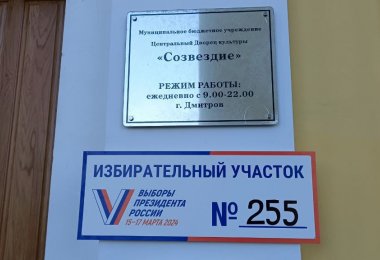 Муниципальное бюджетное учреждение
Центральный Дворец культуры
«Созвездие»
РЕЖИМ РАБОТЫ:
ежедневно с 9.00-22.00
г. Дмитров
ИЗБИРАТЕЛЬНЫЙ УЧАСТОК
ВЫБОРЫ
ПРЕЗИДЕНТА
РОССИИ
15–17 МАРТА 2024
№ 255